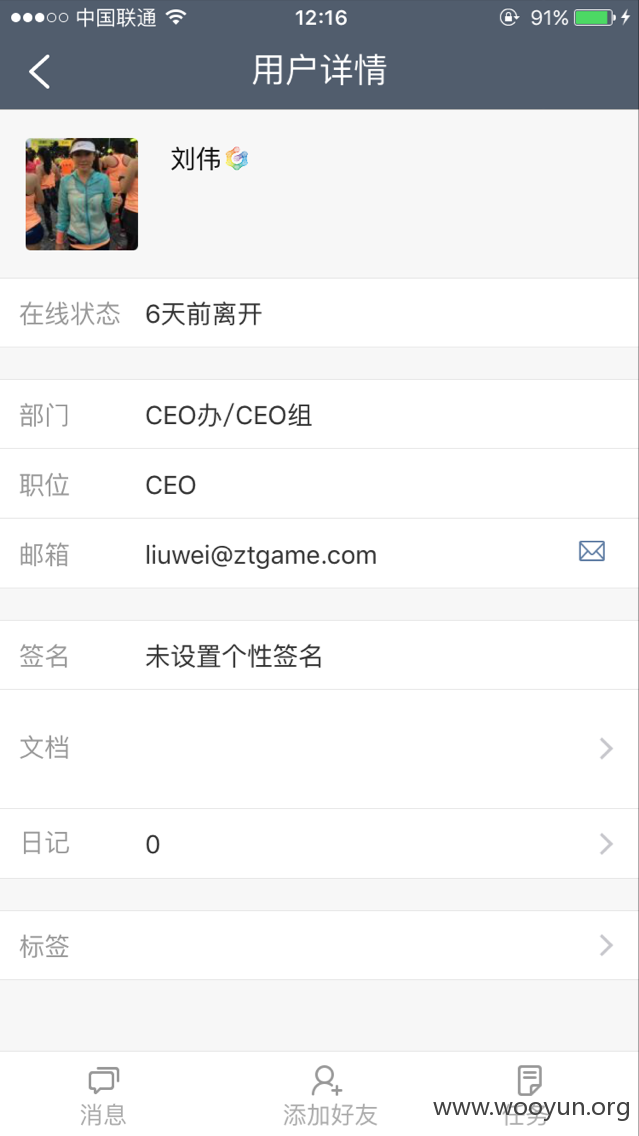 中国联通 12:16 91%
用户详情
刘伟
在线状态 6天前离开
部门 CEO办/CEO组
职位 CEO
邮箱 liuwei@ztgame.com
签名 未设置个性签名
文档
日记 0
标签
消息 添加好友 任务
www.wooyun.org